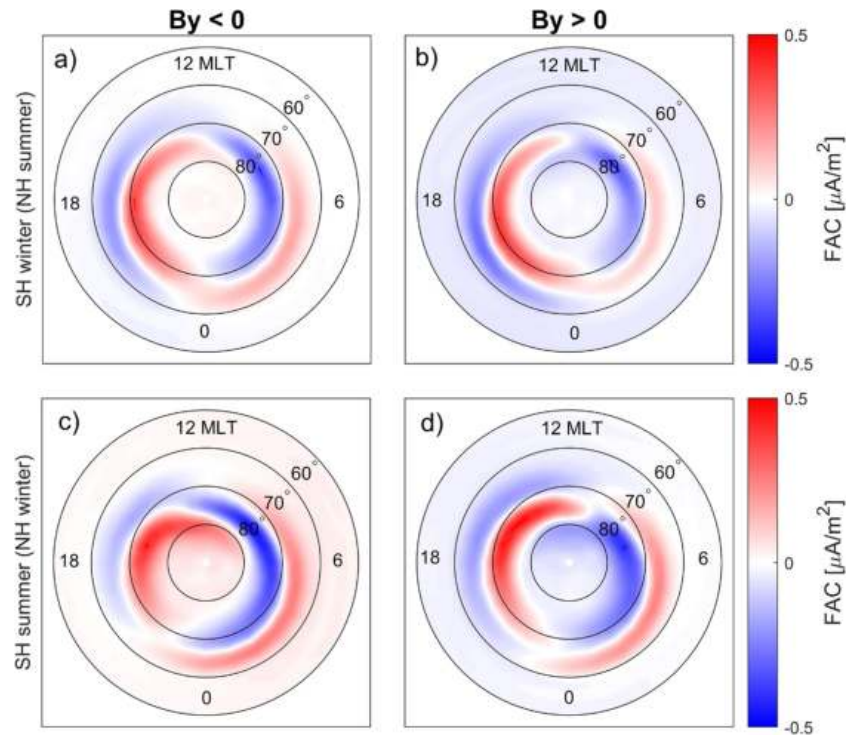 By < 0
By > 0
a)
12 MLT
60°
70°
80°
18
6
0
b)
12 MLT
60°
70°
80°
18
6
0
SH winter (NH summer)
0.5
0
-0.5
FAC [μA/m²]
c)
12 MLT
60°
70°
80°
18
6
0
d)
12 MLT
60°
70°
80°
18
6
0
SH summer (NH winter)
0.5
0
-0.5
FAC [μA/m²]